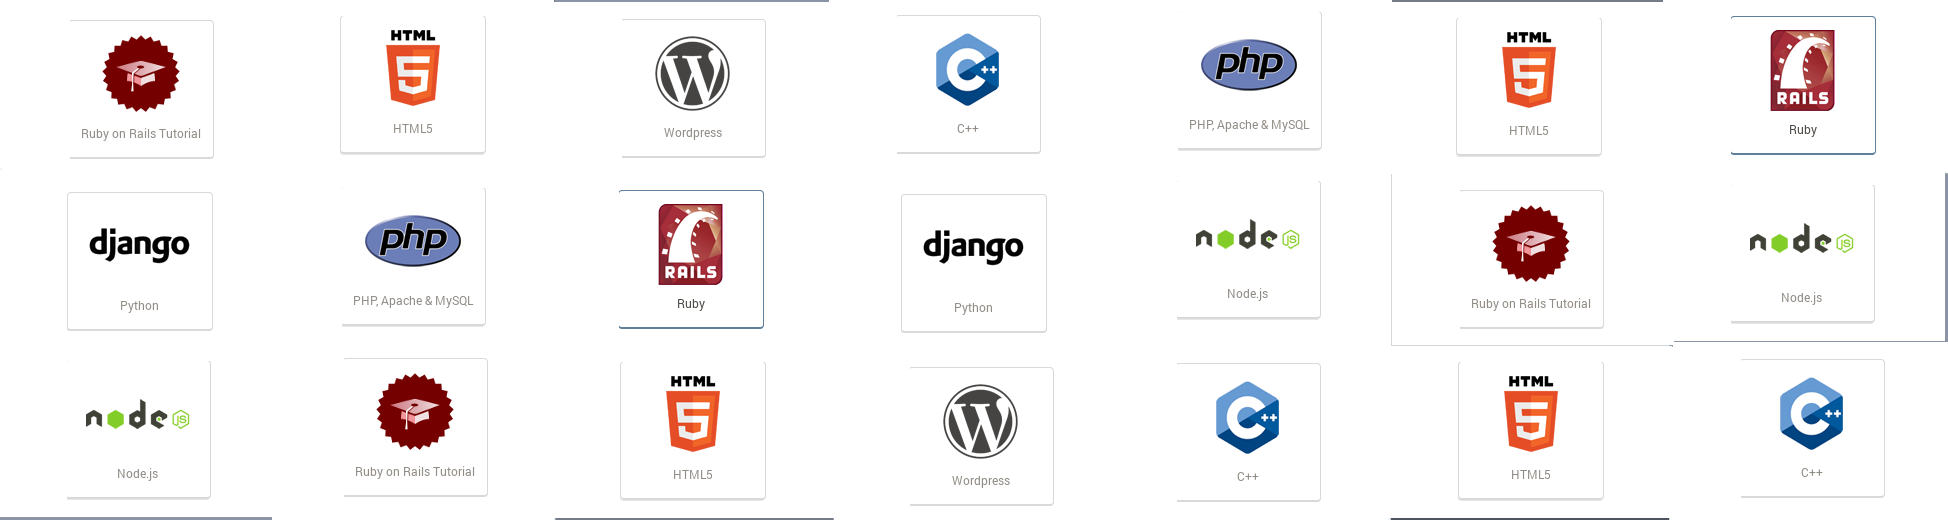 Ruby on Rails Tutorial
HTML
5
HTML5
W
Wordpress
C++
C++
php
PHP, Apache & MySQL
HTML
5
HTML5
RAILS
Ruby
django
Python
php
PHP, Apache & MySQL
RAILS
Ruby
django
Python
node JS
Node.js
Ruby on Rails Tutorial
node JS
Node.js
node JS
Node.js
Ruby on Rails Tutorial
HTML
5
HTML5
W
Wordpress
C++
C++
HTML
5
HTML5
C++
C++